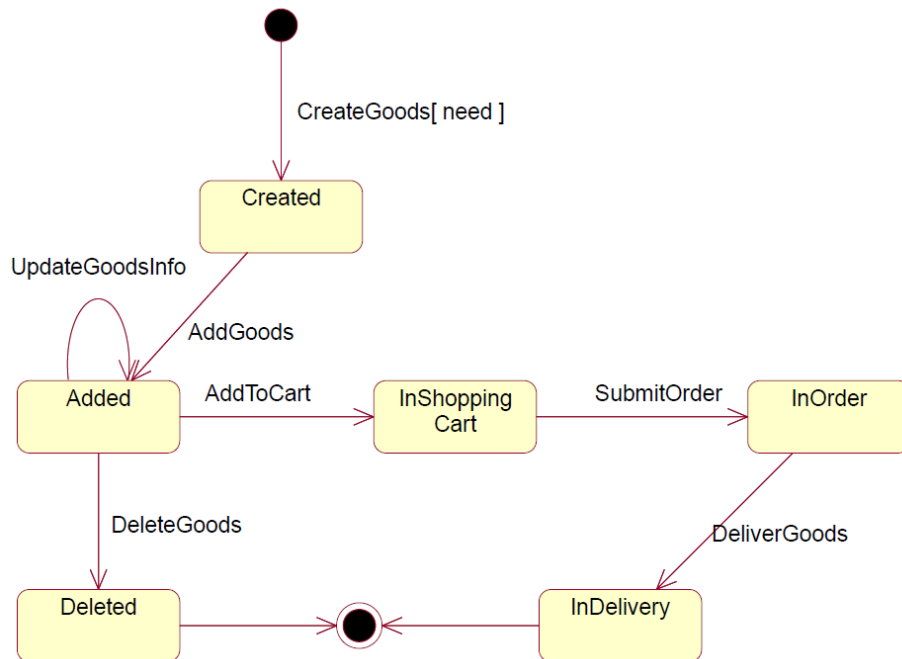 CreateGoods[ need ]
Created
UpdateGoodsInfo
AddGoods
Added
AddToCart
InShopping
Cart
SubmitOrder
InOrder
DeleteGoods
DeliverGoods
Deleted
InDelivery